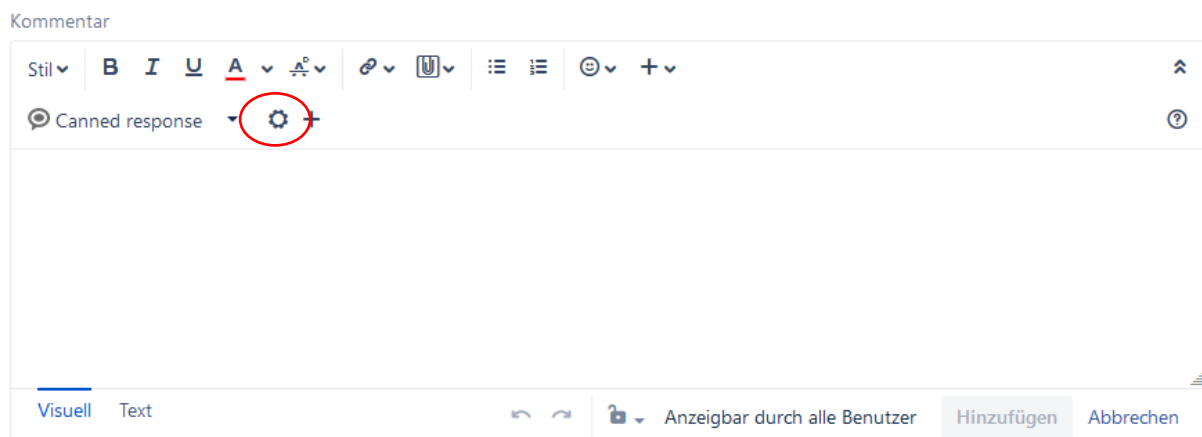 Kommentar
Stil B I U A
Canned response
Visuell Text Anzeigbar durch alle Benutzer Hinzufügen Abbrechen